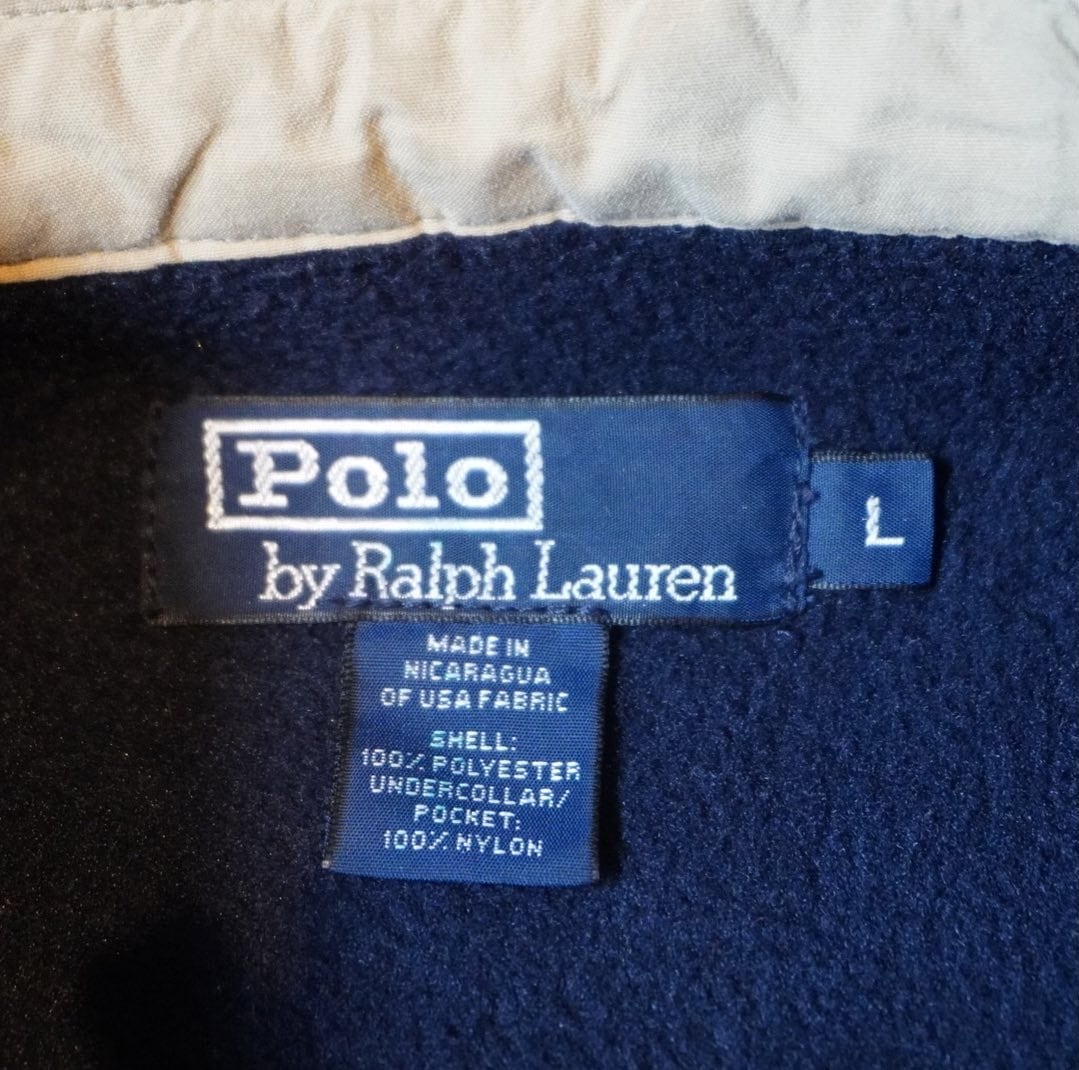 Polo
by Ralph Lauren
L
MADE IN
NICARAGUA
OF USA FABRIC
SHELL:
100% POLYESTER
UNDERCOLLAR/
POCKET:
100% NYLON